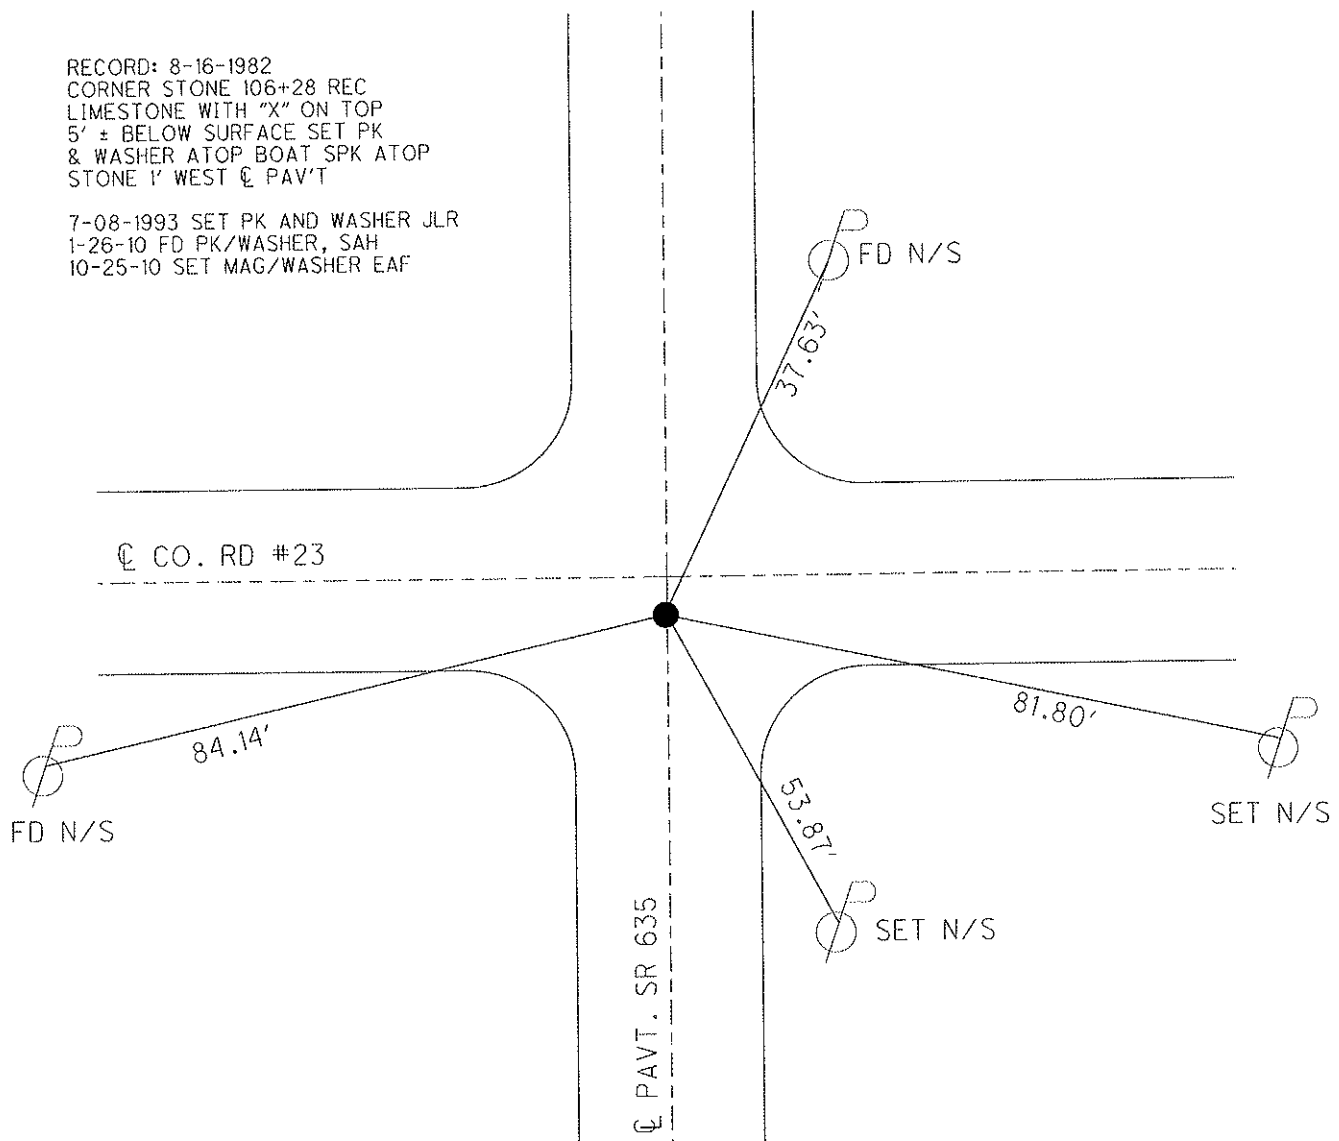 RECORD: 8-16-1982
CORNER STONE 106+28 REC
LIMESTONE WITH "X" ON TOP
5' ± BELOW SURFACE SET PK
& WASHER ATOP BOAT SPK ATOP
STONE 1' WEST ℄ PAV'T
7-08-1993 SET PK AND WASHER JLR
1-26-10 FD PK/WASHER, SAH
10-25-10 SET MAG/WASHER EAF
FD N/S
37.63'
℄ CO. RD #23
84.14'
81.80'
53.87'
FD N/S
SET N/S
SET N/S
℄ PAVT. SR 635